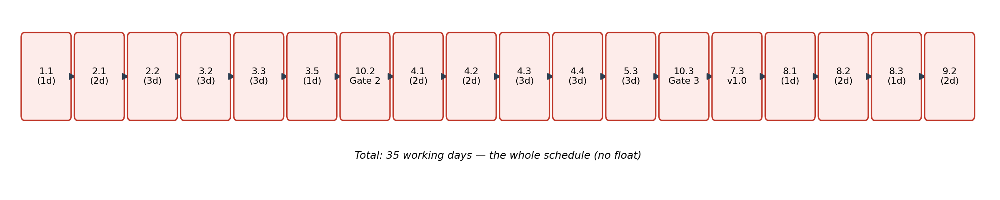 1.1
(1d)
2.1
(2d)
2.2
(3d)
3.2
(3d)
3.3
(3d)
3.5
(1d)
10.2
Gate 2
4.1
(2d)
4.2
(2d)
4.3
(3d)
4.4
(3d)
5.3
(3d)
10.3
Gate 3
7.3
v1.0
8.1
(1d)
8.2
(2d)
8.3
(1d)
9.2
(2d)
Total: 35 working days — the whole schedule (no float)